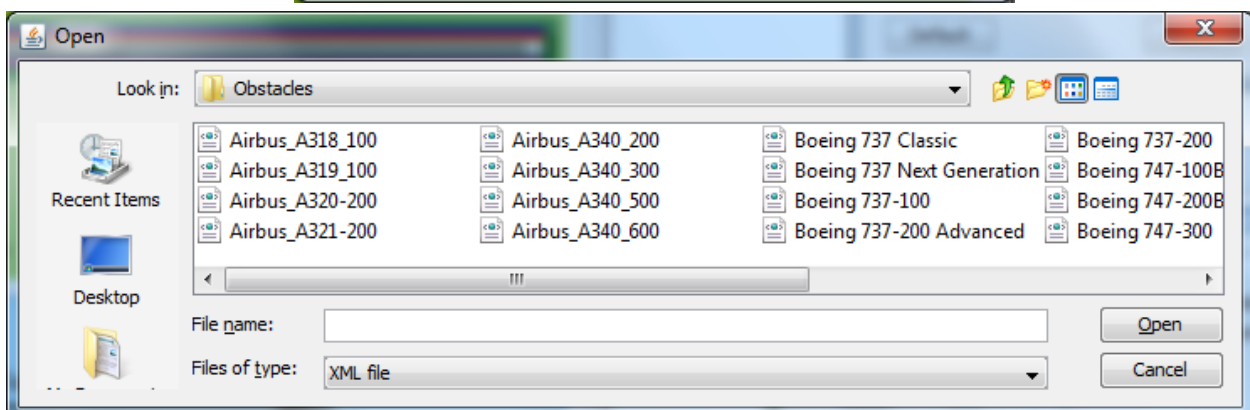 Open
Look in:
Obstacles
Airbus_A318_100 Airbus_A340_200 Boeing 737 Classic Boeing 737-200
Airbus_A319_100 Airbus_A340_300 Boeing 737 Next Generation Boeing 747-100B
Airbus_A320-200 Airbus_A340_500 Boeing 737-100 Boeing 747-200B
Airbus_A321-200 Airbus_A340_600 Boeing 737-200 Advanced Boeing 747-300
Recent Items
Desktop
File name:
Open
Files of type: XML file
Cancel